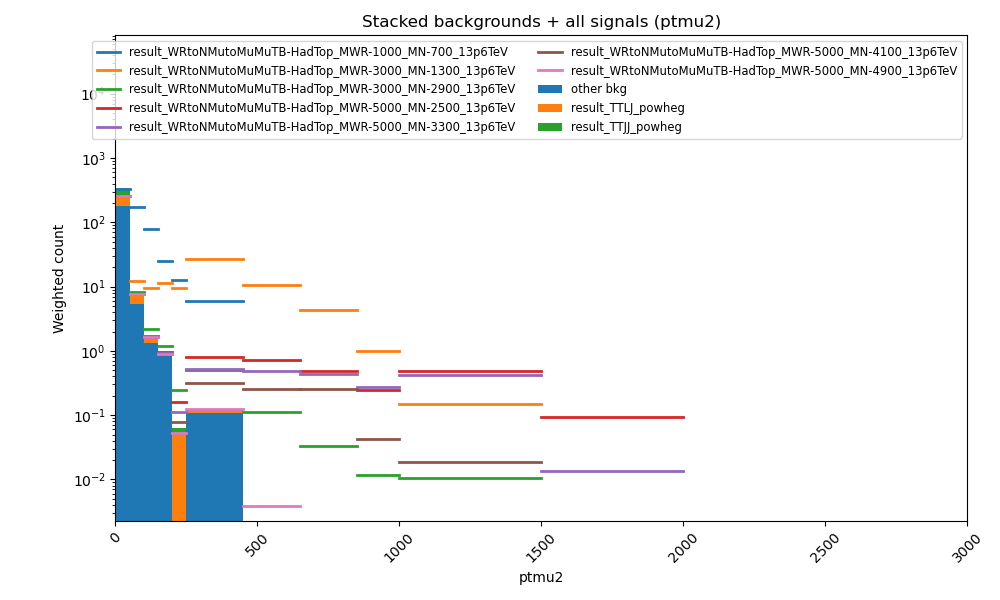 Stacked backgrounds + all signals (ptmu2)
result_WRtoNMutoMuMuTB-HadTop_MWR-1000_MN-700_13p6TeV
result_WRtoNMutoMuMuTB-HadTop_MWR-3000_MN-1300_13p6TeV
result_WRtoNMutoMuMuTB-HadTop_MWR-3000_MN-2900_13p6TeV
result_WRtoNMutoMuMuTB-HadTop_MWR-5000_MN-2500_13p6TeV
result_WRtoNMutoMuMuTB-HadTop_MWR-5000_MN-3300_13p6TeV
result_WRtoNMutoMuMuTB-HadTop_MWR-5000_MN-4100_13p6TeV
result_WRtoNMutoMuMuTB-HadTop_MWR-5000_MN-4900_13p6TeV
other bkg
result_TTLJ_powheg
result_TTJJ_powheg
Weighted count
10⁴
10³
10²
10¹
10⁰
10⁻¹
10⁻²
0
500
1000
1500
2000
2500
3000
ptmu2